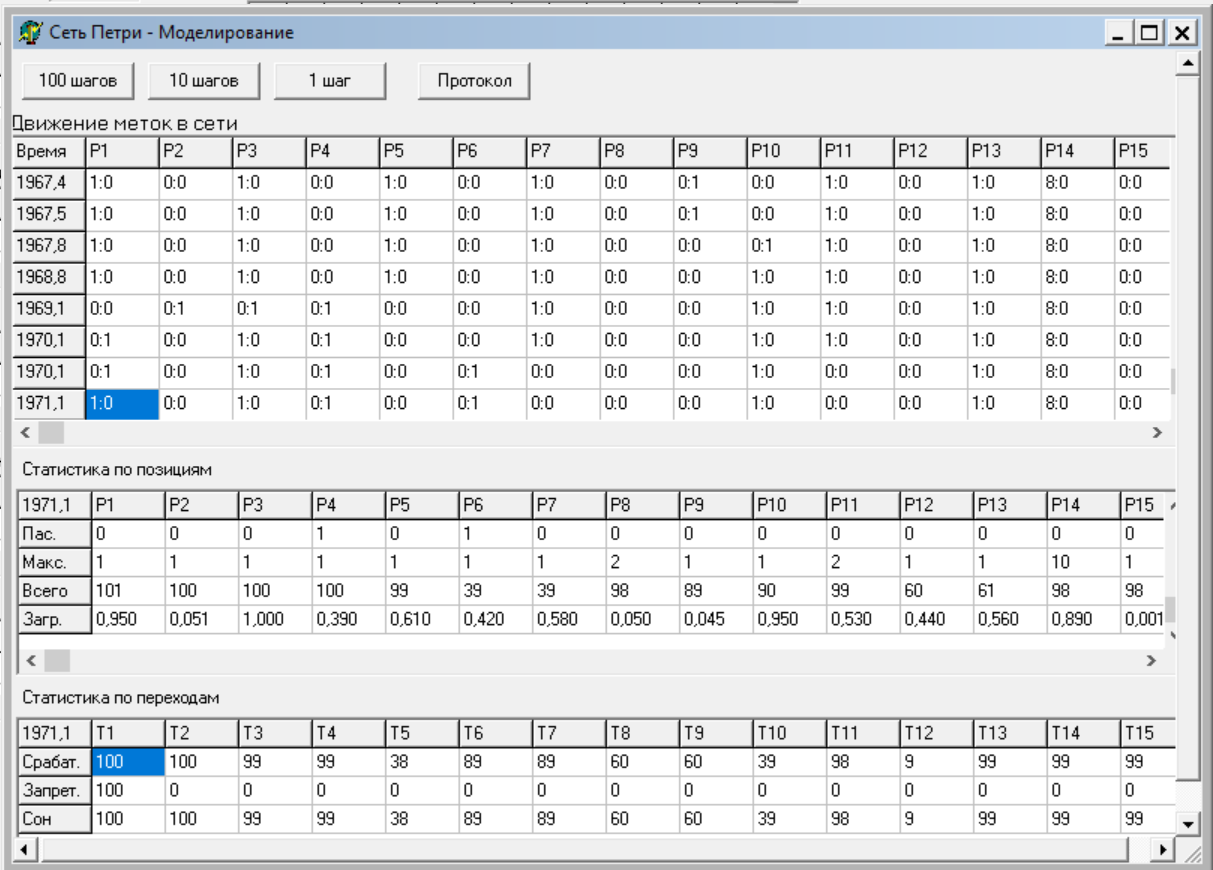 Сеть Петри - Моделирование
100 шагов 10 шагов 1 шаг Протокол
Движение меток в сети
Время P1 P2 P3 P4 P5 P6 P7 P8 P9 P10 P11 P12 P13 P14 P15
1967,4 1:0 0:0 1:0 0:0 1:0 0:0 1:0 0:0 0:1 0:0 1:0 0:0 1:0 8:0 0:0
1967,5 1:0 0:0 1:0 0:0 1:0 0:0 1:0 0:0 0:1 0:0 1:0 0:0 1:0 8:0 0:0
1967,8 1:0 0:0 1:0 0:0 1:0 0:0 1:0 0:0 0:0 0:1 1:0 0:0 1:0 8:0 0:0
1968,8 1:0 0:0 1:0 0:0 1:0 0:0 1:0 0:0 0:0 1:0 1:0 0:0 1:0 8:0 0:0
1969,1 0:0 0:1 0:1 0:1 0:0 0:0 1:0 0:0 0:0 1:0 1:0 0:0 1:0 8:0 0:0
1970,1 0:1 0:0 1:0 0:1 0:0 0:0 1:0 0:0 0:0 1:0 1:0 0:0 1:0 8:0 0:0
1970,1 0:1 0:0 1:0 0:1 0:0 0:1 0:0 0:0 0:0 1:0 0:0 0:0 1:0 8:0 0:0
1971,1 1:0 0:0 1:0 0:1 0:0 0:1 0:0 0:0 0:0 1:0 0:0 0:0 1:0 8:0 0:0
Статистика по позициям
1971,1 P1 P2 P3 P4 P5 P6 P7 P8 P9 P10 P11 P12 P13 P14 P15
Пас. 0 0 0 1 0 1 0 0 0 0 0 0 0 0 0
Макс. 1 1 1 1 1 1 1 2 1 1 2 1 1 10 1
Всего 101 100 100 100 99 39 39 98 89 90 99 60 61 98 98
Загр. 0,950 0,051 1,000 0,390 0,610 0,420 0,580 0,050 0,045 0,950 0,530 0,440 0,560 0,890 0,001
Статистика по переходам
1971,1 T1 T2 T3 T4 T5 T6 T7 T8 T9 T10 T11 T12 T13 T14 T15
Срабат. 100 100 99 99 38 89 89 60 60 39 98 9 99 99 99
Запрет. 100 0 0 0 0 0 0 0 0 0 0 0 0 0 0
Сон 100 100 99 99 38 89 89 60 60 39 98 9 99 99 99